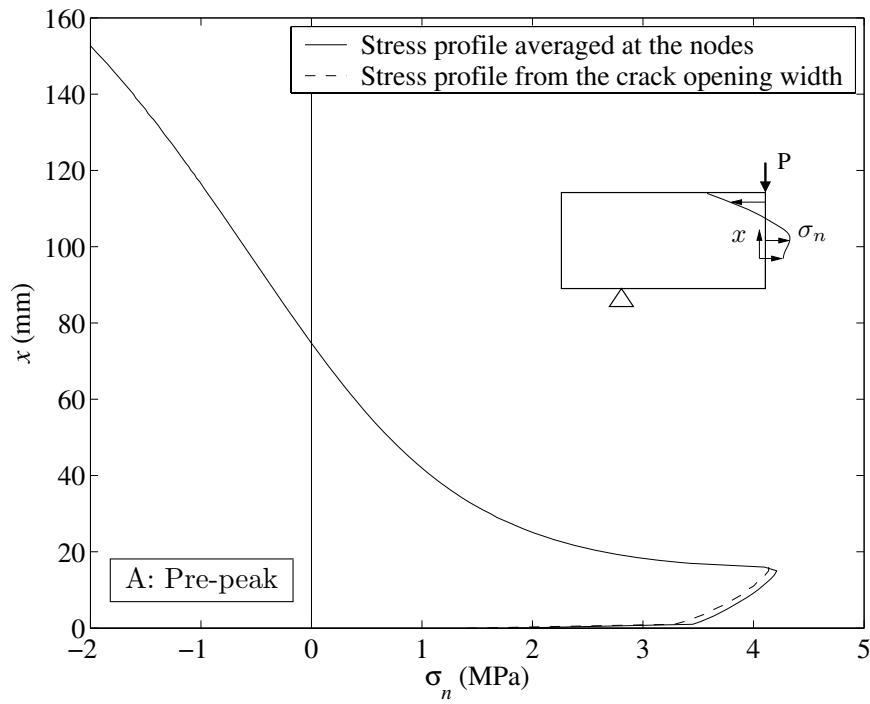 160
Stress profile averaged at the nodes
Stress profile from the crack opening width
140
120
P
100
x
σn
80
x (mm)
60
40
20
A: Pre-peak
0
−2 −1 0 1 2 3 4 5
σn (MPa)